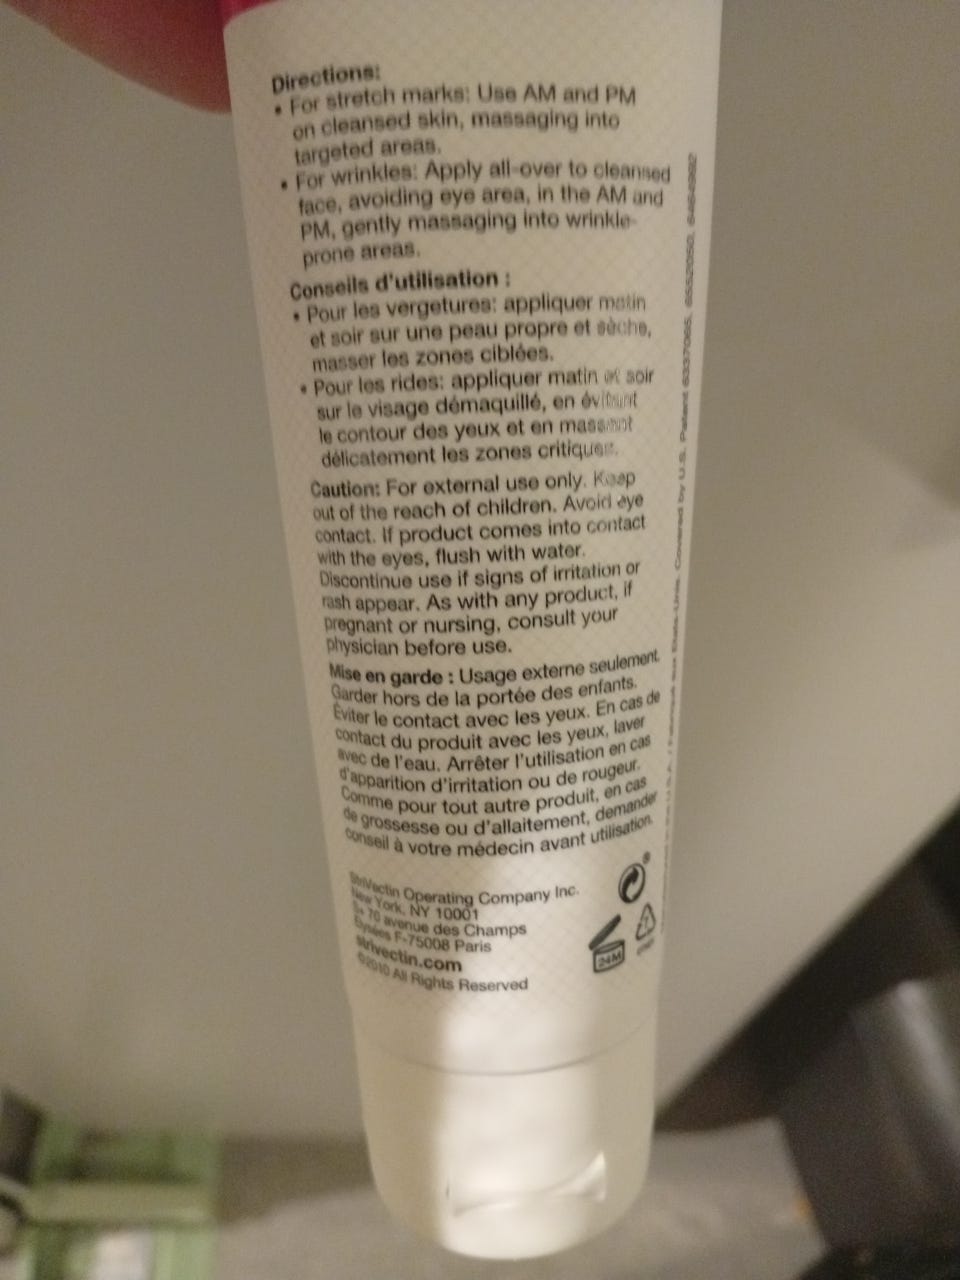 Directions:
• For stretch marks: Use AM and PM
on cleansed skin, massaging into
targeted areas.
• For wrinkles: Apply all-over to cleansed
face, avoiding eye area, in the AM and
PM, gently massaging into wrinkle-
prone areas.
Conseils d'utilisation :
• Pour les vergetures: appliquer matin
et soir sur une peau propre et sèche,
masser les zones ciblées.
• Pour les rides: appliquer matin et soir
sur le visage démaquillé, en évitant
le contour des yeux et en massant
délicatement les zones critiques.
Caution: For external use only. Keep
out of the reach of children. Avoid eye
contact. If product comes into contact
with the eyes, flush with water.
Discontinue use if signs of irritation or
rash appear. As with any product, if
pregnant or nursing, consult your
physician before use.
Mise en garde : Usage externe seulement.
Garder hors de la portée des enfants.
Éviter le contact avec les yeux. En cas de
contact du produit avec les yeux, laver
avec de l'eau. Arrêter l'utilisation en cas
d'apparition d'irritation ou de rougeur.
Comme pour tout autre produit, en cas
de grossesse ou d'allaitement, demander
conseil à votre médecin avant utilisation.
StriVectin Operating Company Inc.
New York, NY 10001
70 avenue des Champs
Elysées F-75008 Paris
strivectin.com
©2010 All Rights Reserved
®
24M
7
in the U.S.A. / Fabriqué aux États-Unis. Covered by U.S. Patent